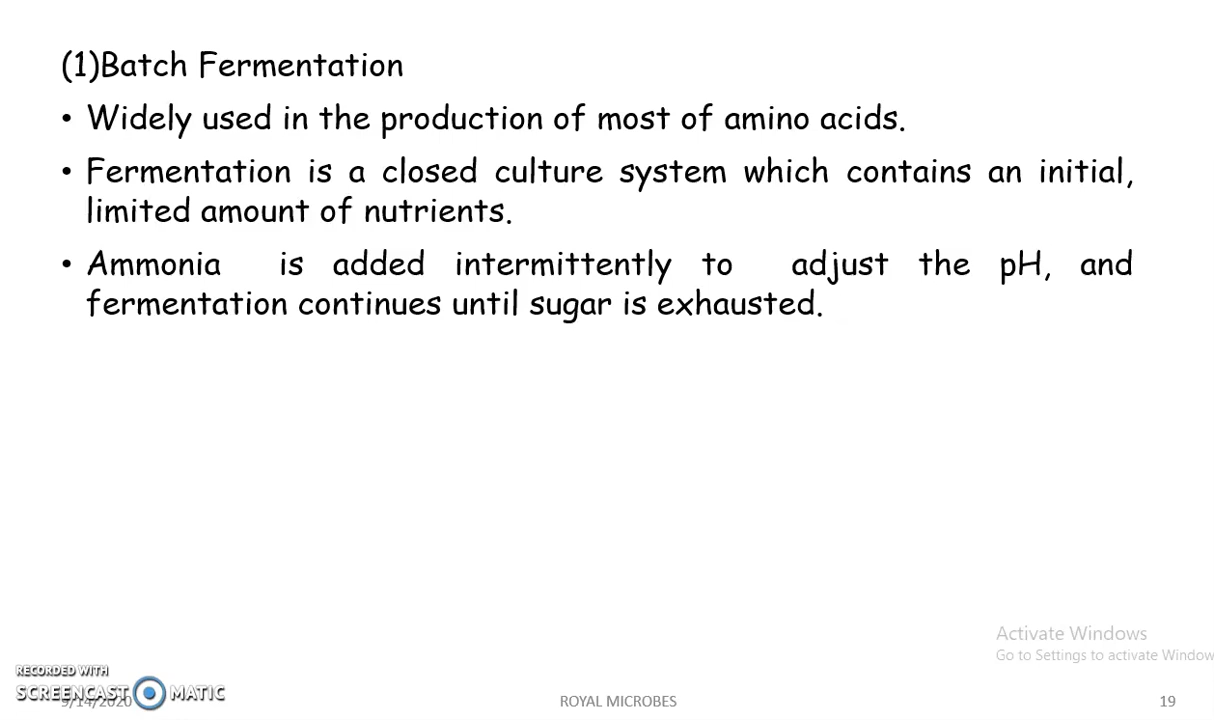 (1)Batch Fermentation
• Widely used in the production of most of amino acids.
• Fermentation is a closed culture system which contains an initial,
limited amount of nutrients.
• Ammonia is added intermittently to adjust the pH, and
fermentation continues until sugar is exhausted.
Activate Windows
Go to Settings to activate Window
RECORDED WITH
SCREENCAST MATIC
9/14/2020
ROYAL MICROBES
19